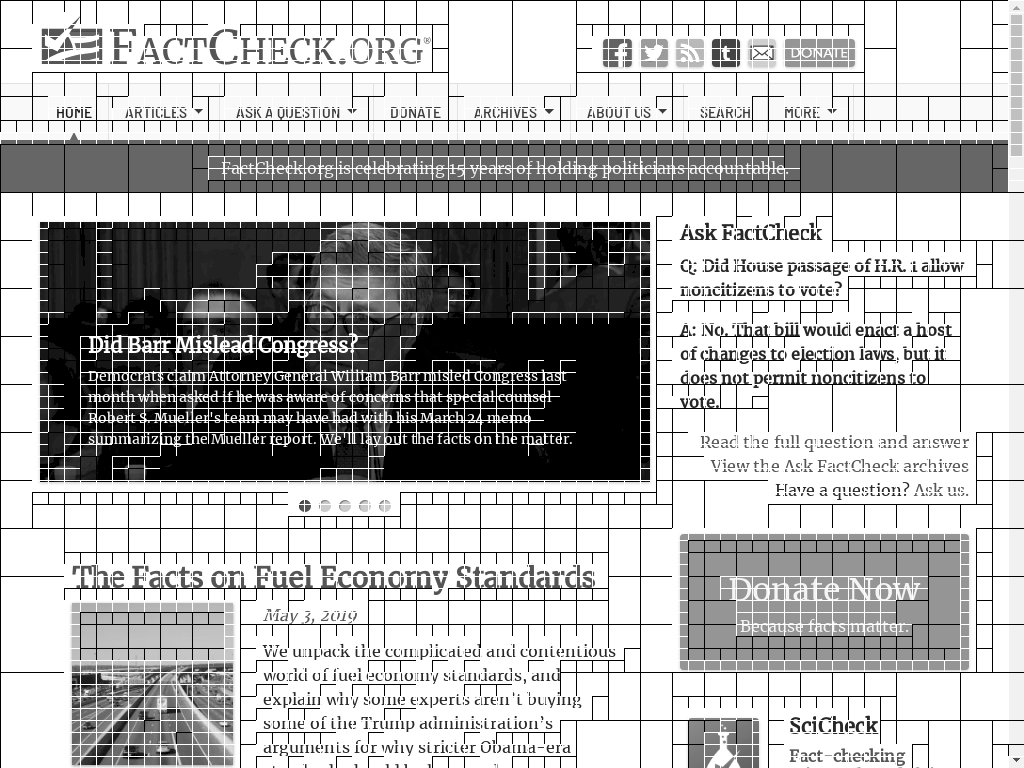 FACTCHECK.ORG®
DONATE
HOME ARTICLES ASK A QUESTION DONATE ARCHIVES ABOUT US SEARCH MORE
FactCheck.org is celebrating 15 years of holding politicians accountable.
Did Barr Mislead Congress?
Democrats claim Attorney General William Barr misled Congress last
month when asked if he was aware of concerns that special counsel
Robert S. Mueller's team may have had with his March 24 memo
summarizing the Mueller report. We'll lay out the facts on the matter.
Ask FactCheck
Q: Did House passage of H.R. 1 allow
noncitizens to vote?
A: No. That bill would enact a host
of changes to election laws, but it
does not permit noncitizens to
vote.
Read the full question and answer
View the Ask FactCheck archives
Have a question? Ask us.
The Facts on Fuel Economy Standards
May 3, 2019
We unpack the complicated and contentious
world of fuel economy standards, and
explain why some experts aren't buying
some of the Trump administration's
arguments for why stricter Obama-era
Donate Now
Because facts matter.
SciCheck
Fact-checking